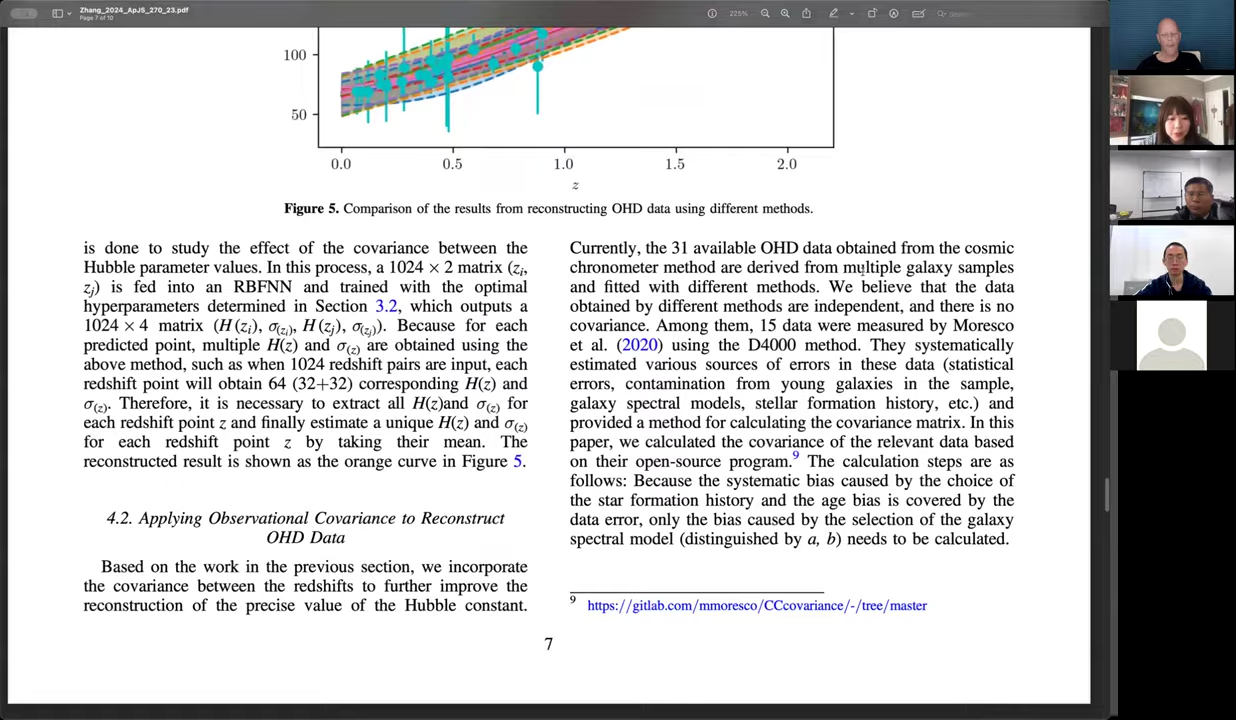 Zhang_2024_ApJS_270_23.pdf
Page 7 of 10
225%
100
50
0.0 0.5 1.0 1.5 2.0
z
Figure 5. Comparison of the results from reconstructing OHD data using different methods.
is done to study the effect of the covariance between the
Hubble parameter values. In this process, a 1024 × 2 matrix (zi,
zj) is fed into an RBFNN and trained with the optimal
hyperparameters determined in Section 3.2, which outputs a
1024 × 4 matrix (H(zi), σ(zi), H(zj), σ(zj)). Because for each
predicted point, multiple H(z) and σ(z) are obtained using the
above method, such as when 1024 redshift pairs are input, each
redshift point will obtain 64 (32+32) corresponding H(z) and
σ(z). Therefore, it is necessary to extract all H(z)and σ(z) for
each redshift point z and finally estimate a unique H(z) and σ(z)
for each redshift point z by taking their mean. The
reconstructed result is shown as the orange curve in Figure 5.
4.2. Applying Observational Covariance to Reconstruct
OHD Data
Based on the work in the previous section, we incorporate
the covariance between the redshifts to further improve the
reconstruction of the precise value of the Hubble constant.
Currently, the 31 available OHD data obtained from the cosmic
chronometer method are derived from multiple galaxy samples
and fitted with different methods. We believe that the data
obtained by different methods are independent, and there is no
covariance. Among them, 15 data were measured by Moresco
et al. (2020) using the D4000 method. They systematically
estimated various sources of errors in these data (statistical
errors, contamination from young galaxies in the sample,
galaxy spectral models, stellar formation history, etc.) and
provided a method for calculating the covariance matrix. In this
paper, we calculated the covariance of the relevant data based
on their open-source program.9 The calculation steps are as
follows: Because the systematic bias caused by the choice of
the star formation history and the age bias is covered by the
data error, only the bias caused by the selection of the galaxy
spectral model (distinguished by a, b) needs to be calculated.
9 https://gitlab.com/mmoresco/CCcovariance/-/tree/master
7